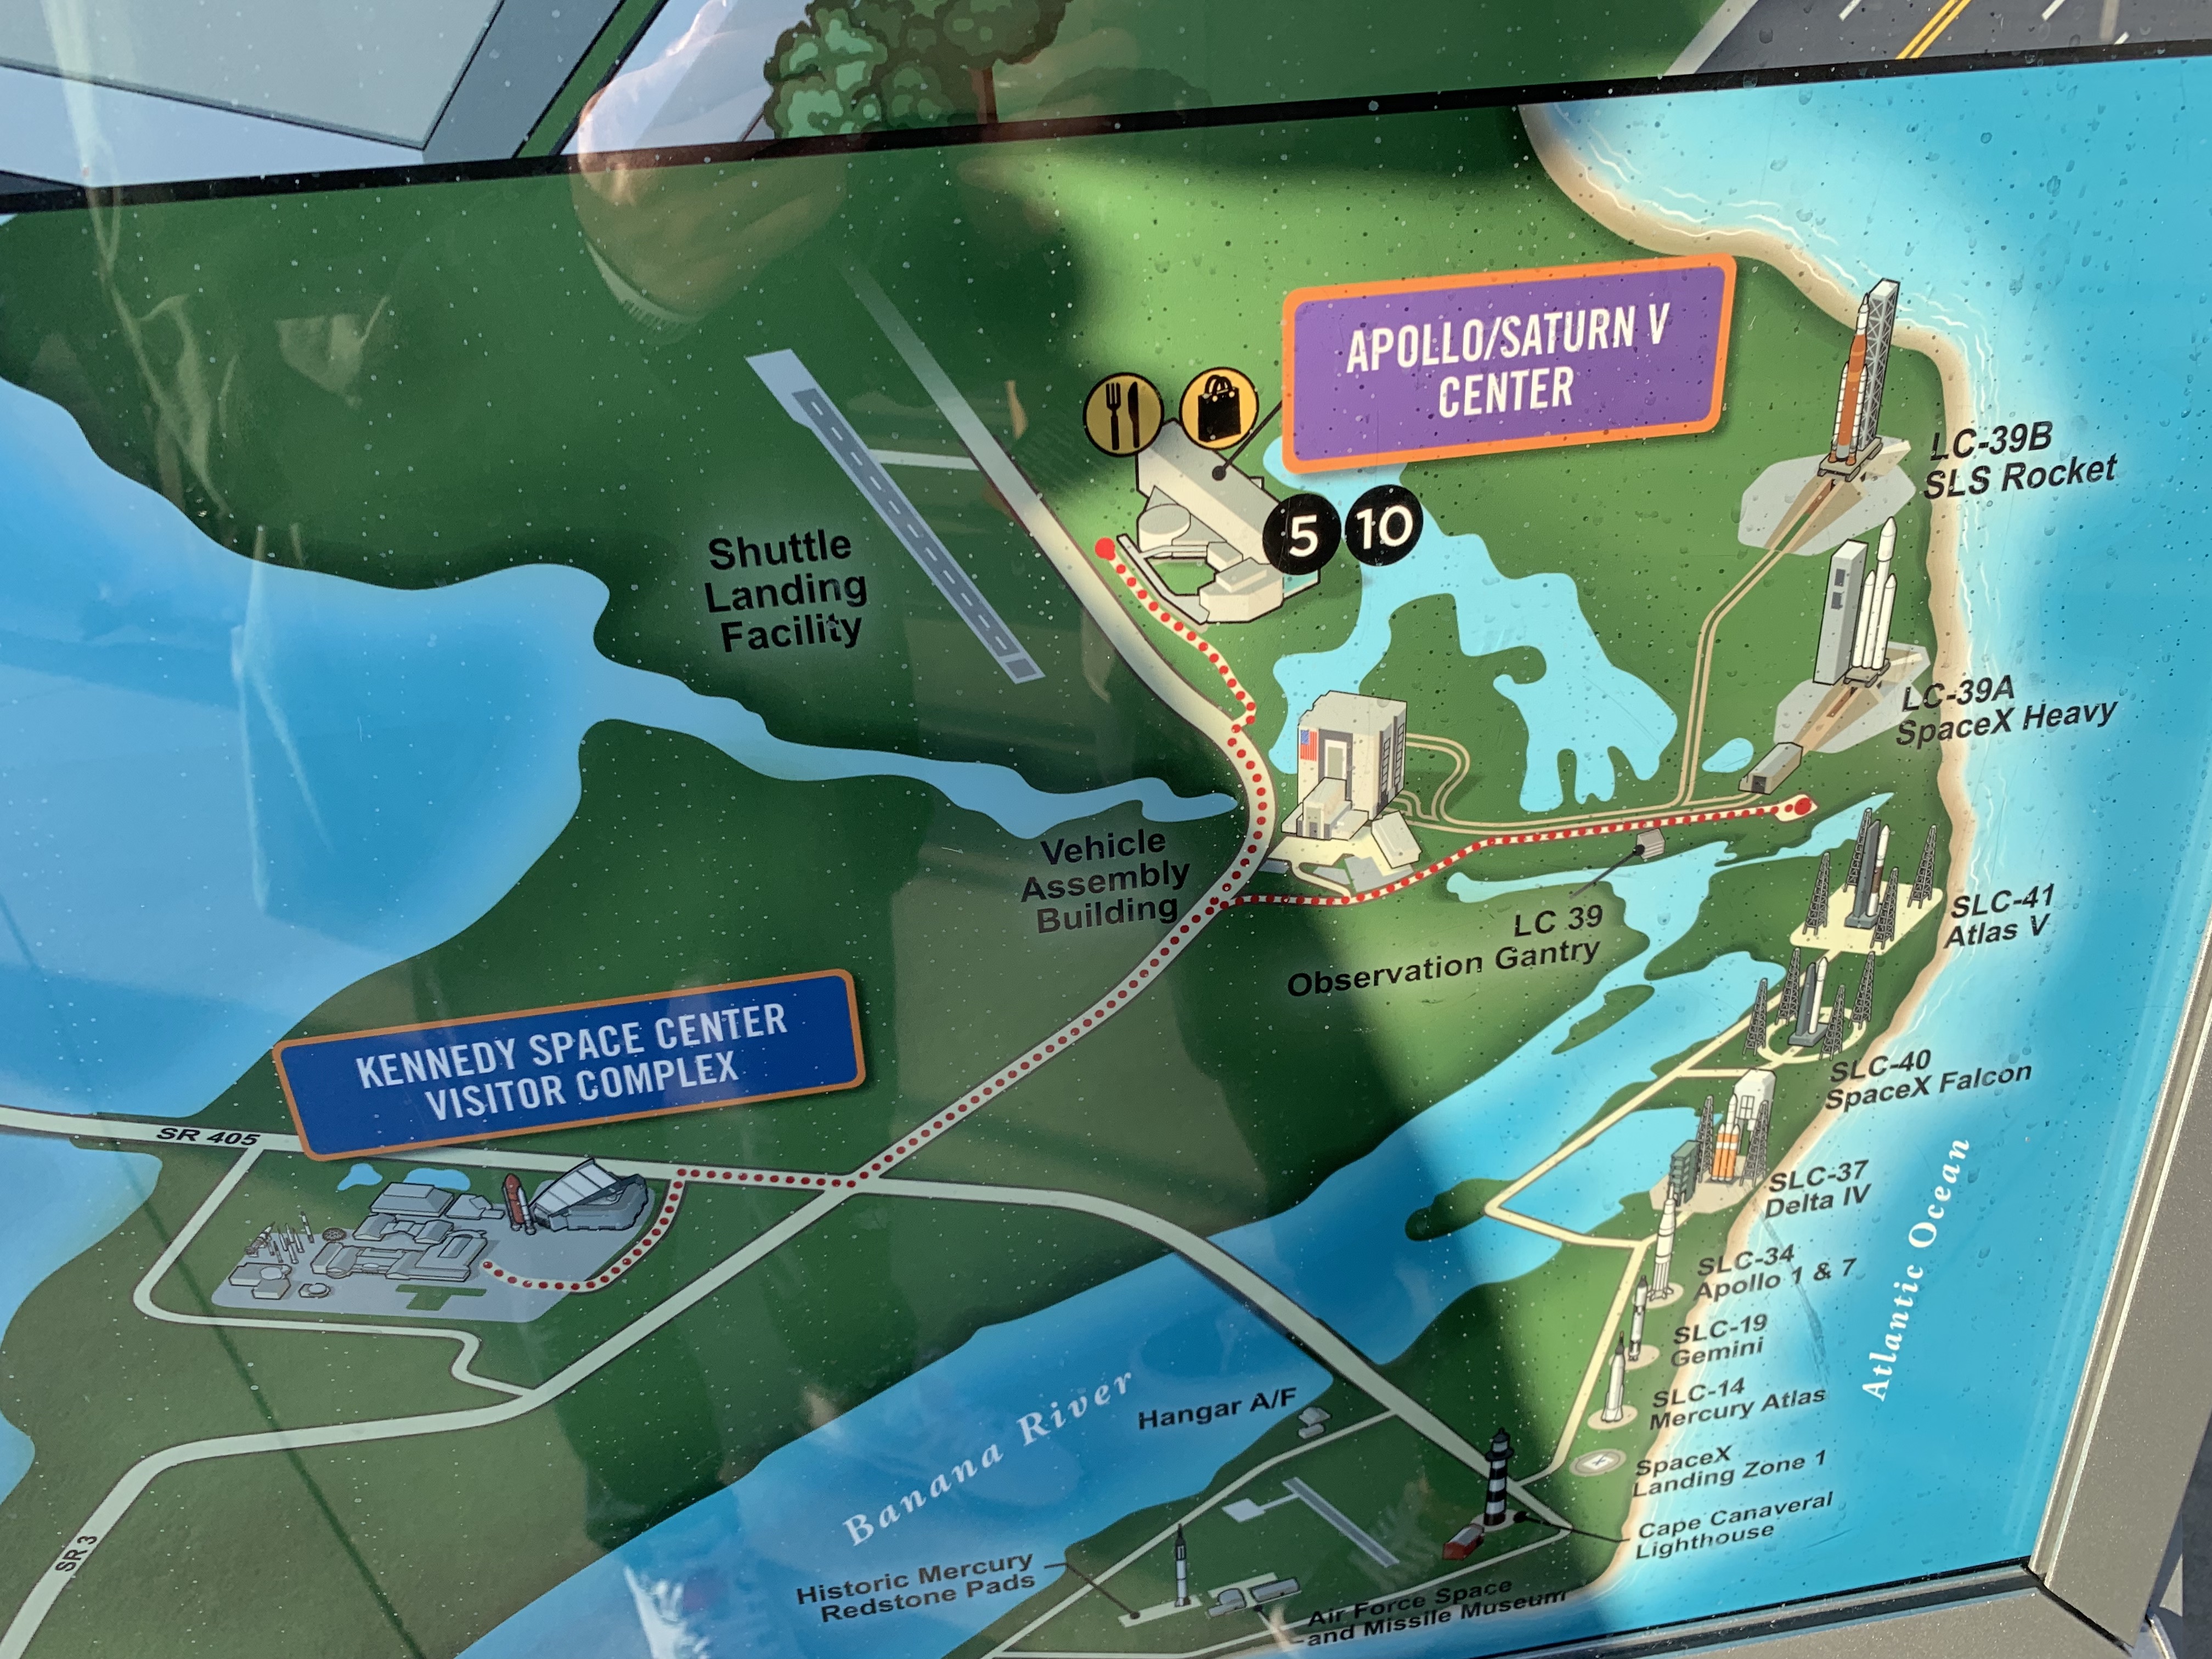 APOLLO/SATURN V
CENTER
5 10
LC-39B
SLS Rocket
Shuttle
Landing
Facility
LC-39A
SpaceX Heavy
Vehicle
Assembly
Building
LC 39
Observation Gantry
SLC-41
Atlas V
KENNEDY SPACE CENTER
VISITOR COMPLEX
SR 405
SLC-40
SpaceX Falcon
SLC-37
Delta IV
Atlantic Ocean
SLC-34
Apollo 1 & 7
SLC-19
Gemini
SLC-14
Mercury Atlas
Banana River
Hangar A/F
SpaceX
Landing Zone 1
Cape Canaveral
Lighthouse
SR 3
Historic Mercury
Redstone Pads
Air Force Space
and Missile Museum